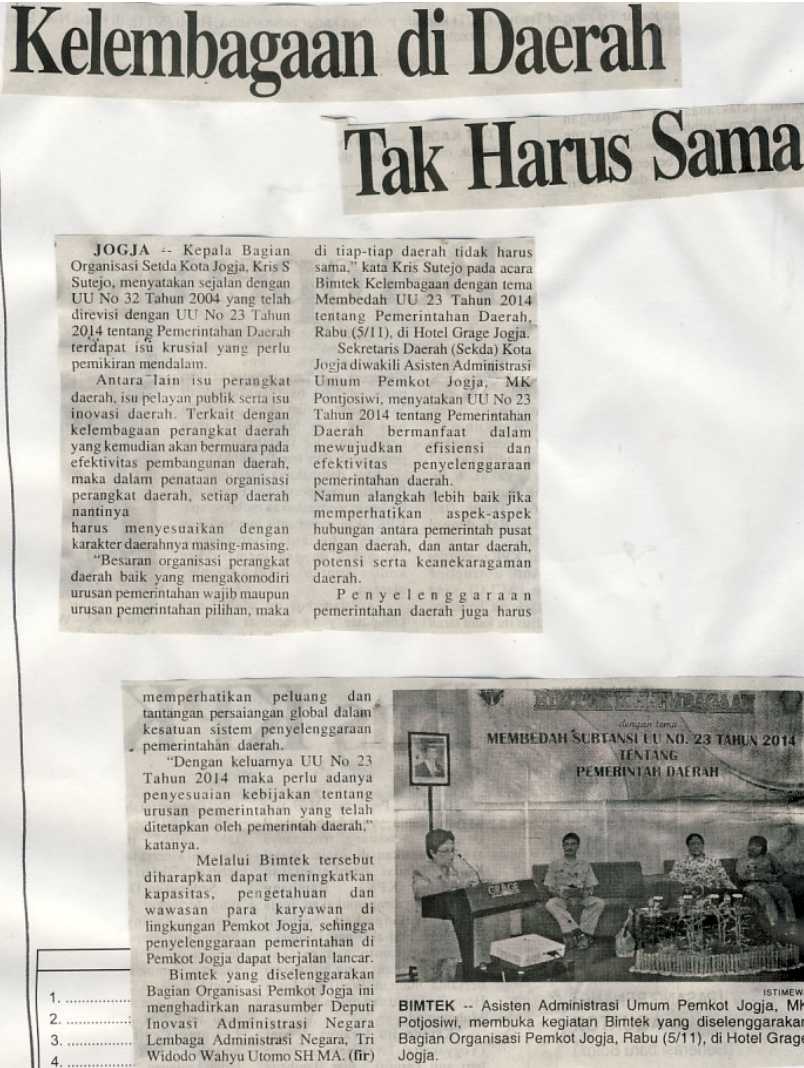 Kelembagaan di Daerah
Tak Harus Sama
JOGJA -- Kepala Bagian
Organisasi Setda Kota Jogja, Kris S
Sutejo, menyatakan sejalan dengan
UU No 32 Tahun 2004 yang telah
direvisi dengan UU No 23 Tahun
2014 tentang Pemerintahan Daerah
terdapat isu krusial yang perlu
pemikiran mendalam.
Antara lain isu perangkat
daerah, isu pelayan publik serta isu
inovasi daerah. Terkait dengan
kelembagaan perangkat daerah
yang kemudian akan bermuara pada
efektivitas pembangunan daerah,
maka dalam penataan organisasi
perangkat daerah, setiap daerah
nantinya
harus menyesuaikan dengan
karakter daerahnya masing-masing.
"Besaran organisasi perangkat
daerah baik yang mengakomodiri
urusan pemerintahan wajib maupun
urusan pemerintahan pilihan, maka
di tiap-tiap daerah tidak harus
sama," kata Kris Sutejo pada acara
Bimtek Kelembagaan dengan tema
Membedah UU 23 Tahun 2014
tentang Pemerintahan Daerah,
Rabu (5/11), di Hotel Grage Jogja.
Sekretaris Daerah (Sekda) Kota
Jogja diwakili Asisten Administrasi
Umum Pemkot Jogja, MK
Pontjosiwi, menyatakan UU No 23
Tahun 2014 tentang Pemerintahan
Daerah bermanfaat dalam
mewujudkan efisiensi dan
efektivitas penyelenggaraan
pemerintahan daerah.
Namun alangkah lebih baik jika
memperhatikan aspek-aspek
hubungan antara pemerintah pusat
dengan daerah, dan antar daerah,
potensi serta keanekaragaman
daerah.
Penyelenggaraan
pemerintahan daerah juga harus
memperhatikan peluang dan
tantangan persaiangan global dalam
kesatuan sistem penyelenggaraan
pemerintahan daerah.
"Dengan keluarnya UU No 23
Tahun 2014 maka perlu adanya
penyesuaian kebijakan tentang
urusan pemerintahan yang telah
ditetapkan oleh pemerintah daerah,"
katanya.
Melalui Bimtek tersebut
diharapkan dapat meningkatkan
kapasitas, pengetahuan dan
wawasan para karyawan di
lingkungan Pemkot Jogja, sehingga
penyelenggaraan pemerintahan di
Pemkot Jogja dapat berjalan lancar.
Bimtek yang diselenggarakan
Bagian Organisasi Pemkot Jogja ini
menghadirkan narasumber Deputi
Inovasi Administrasi Negara
Lembaga Administrasi Negara, Tri
Widodo Wahyu Utomo SH MA. (fir)
BIMTEK KELEMBAGAAN
dengan tema
MEMBEDAH SUBTANSI UU NO. 23 TAHUN 2014
TENTANG
PEMERINTAH DAERAH
GRAGE
ISTIMEWA
BIMTEK -- Asisten Administrasi Umum Pemkot Jogja, MK
Potjosiwi, membuka kegiatan Bimtek yang diselenggarakan
Bagian Organisasi Pemkot Jogja, Rabu (5/11), di Hotel Grage
Jogja.
1. ................
2. ................
3. ................
4. ................